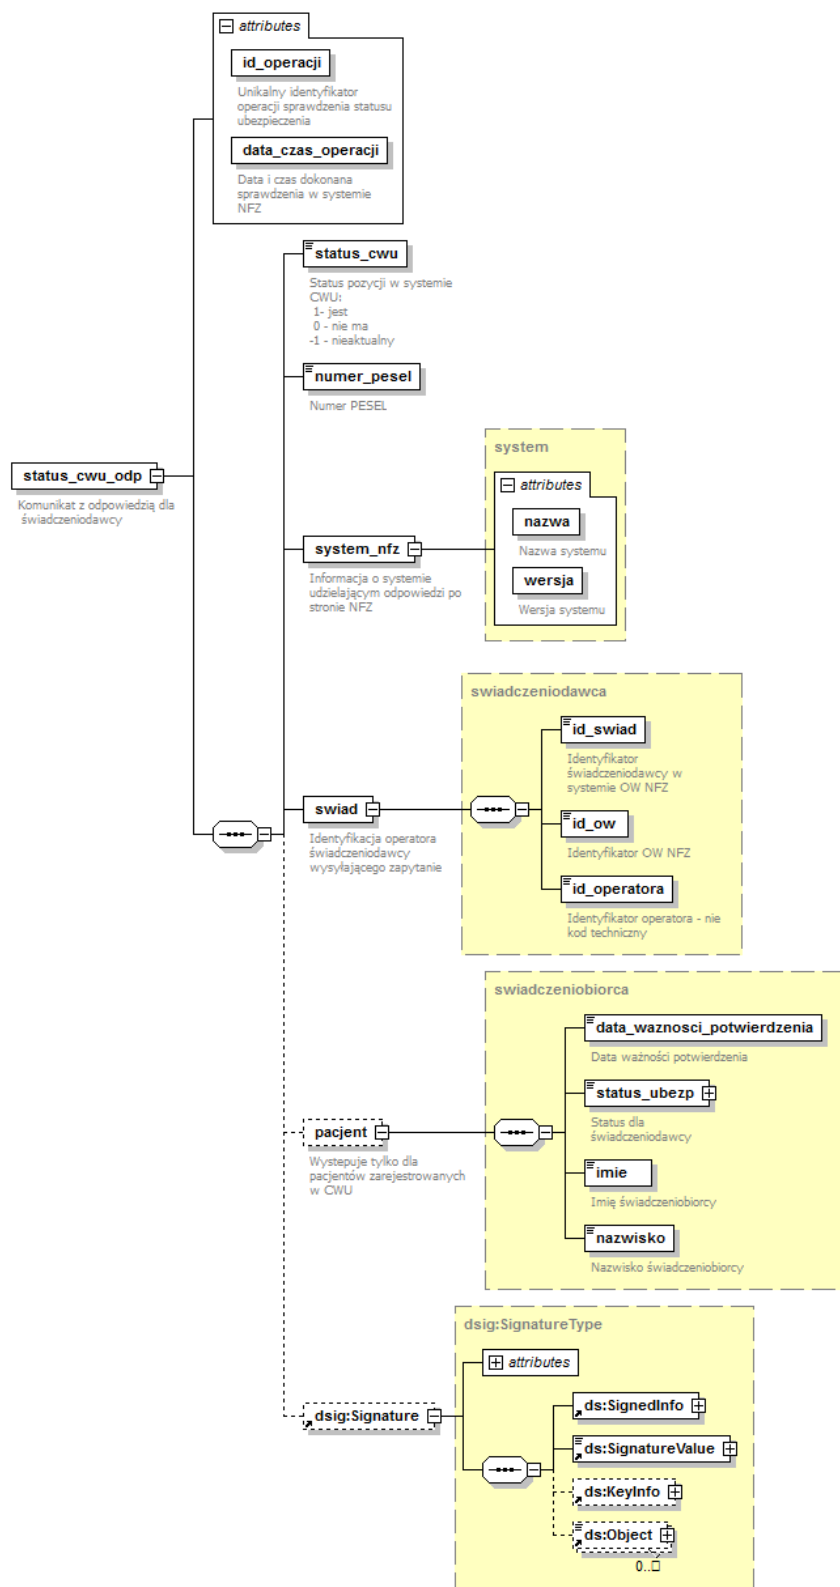 attributes
id_operacji
Unikalny identyfikator
operacji sprawdzenia statusu
ubezpieczenia
data_czas_operacji
Data i czas dokonana
sprawdzenia w systemie
NFZ
status_cwu
Status pozycji w systemie
CWU:
1- jest
0 - nie ma
-1 - nieaktualny
numer_pesel
Numer PESEL
status_cwu_odp
Komunikat z odpowiedzią dla
świadczeniodawcy
system
attributes
nazwa
Nazwa systemu
wersja
Wersja systemu
system_nfz
Informacja o systemie
udzielającym odpowiedzi po
stronie NFZ
swiadczeniodawca
id_swiad
Identyfikator
świadczeniodawcy w
systemie OW NFZ
id_ow
Identyfikator OW NFZ
id_operatora
Identyfikator operatora - nie
kod techniczny
swiad
Identyfikacja operatora
świadczeniodawcy
wysyłającego zapytanie
swiadczeniobiorca
data_waznosci_potwierdzenia
Data ważności potwierdzenia
status_ubezp
Status dla
świadczeniodawcy
imie
Imię świadczeniobiorcy
nazwisko
Nazwisko świadczeniobiorcy
pacjent
Wystepuje tylko dla
pacjentów zarejestrowanych
w CWU
dsig:SignatureType
attributes
dsig:Signature
ds:SignedInfo
ds:SignatureValue
ds:KeyInfo
ds:Object
0..□